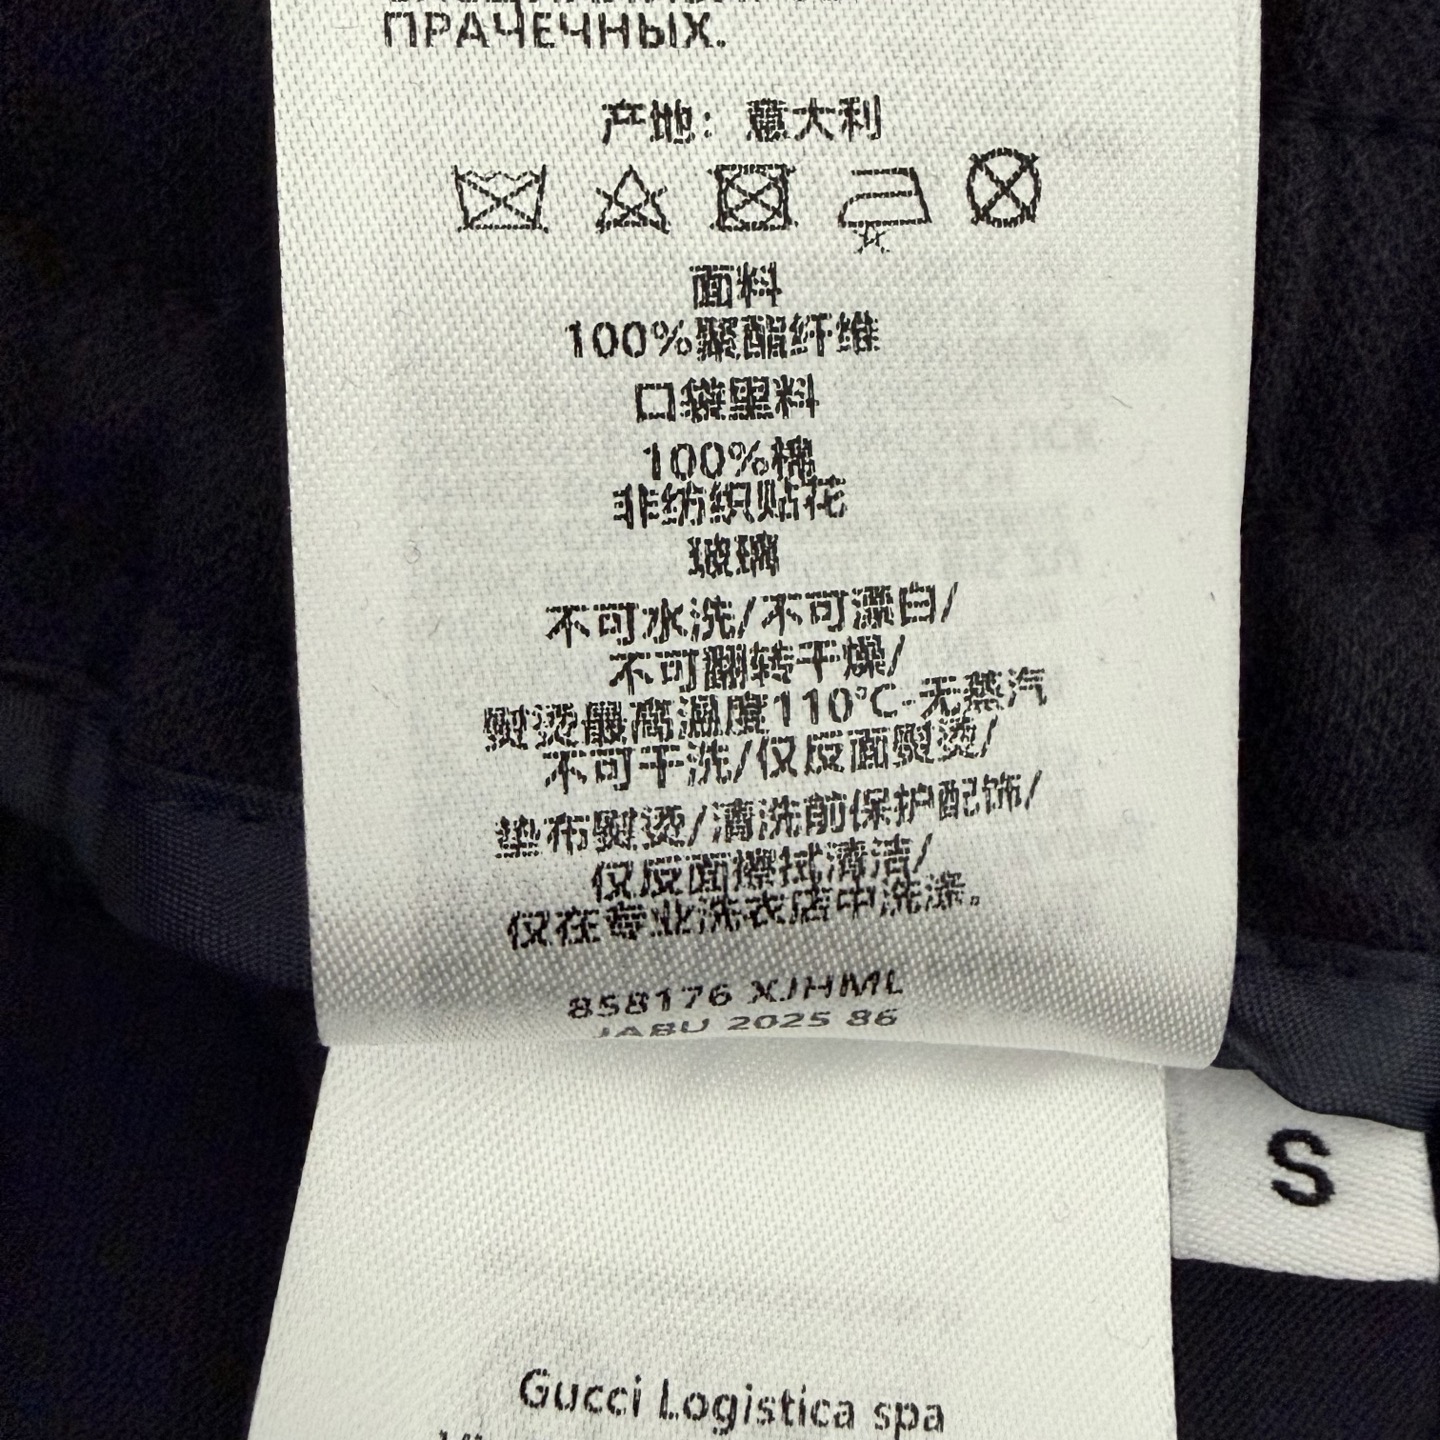 ПРАЧЕЧНЫХ.
产地：意大利
面料
100%聚酯纤维
口袋里料
100%棉
非纺织贴花
玻璃
不可水洗/不可漂白/
不可翻转干燥/
熨烫最高温度110℃-无蒸汽
不可干洗/仅反面熨烫/
垫布熨烫/清洗前保护配饰/
仅反面擦拭清洁/
仅在专业洗衣店中洗涤。
858176 XJHML
JABU 2025 86
S
Gucci Logistica spa